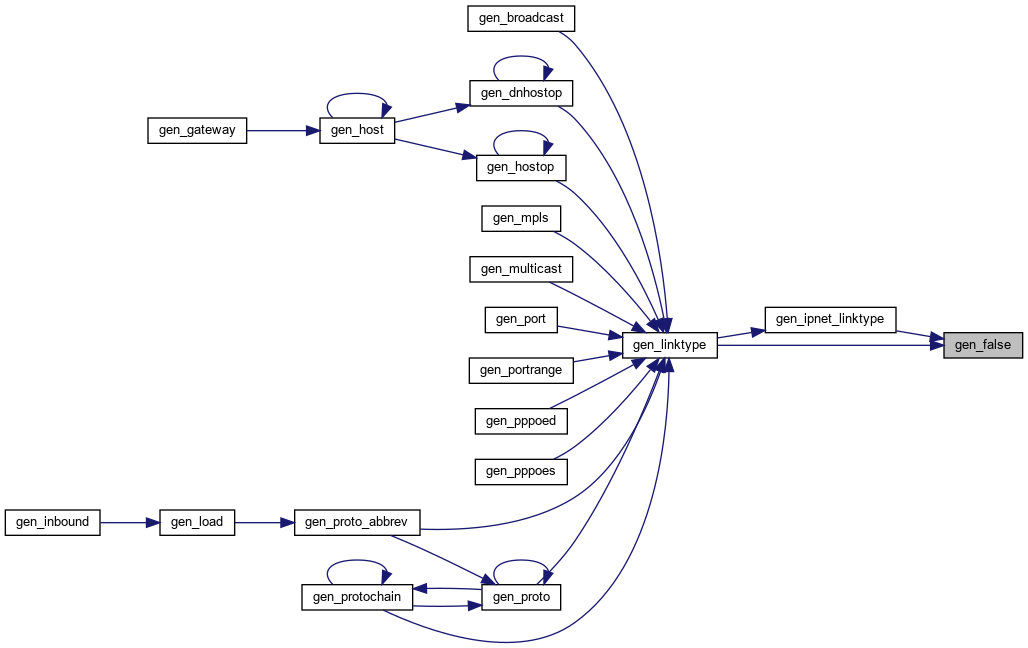 gen_broadcast
gen_dnhostop
gen_gateway
gen_host
gen_hostop
gen_mpls
gen_multicast
gen_port
gen_ipnet_linktype
gen_linktype
gen_false
gen_portrange
gen_pppoed
gen_pppoes
gen_inbound
gen_load
gen_proto_abbrev
gen_protochain
gen_proto